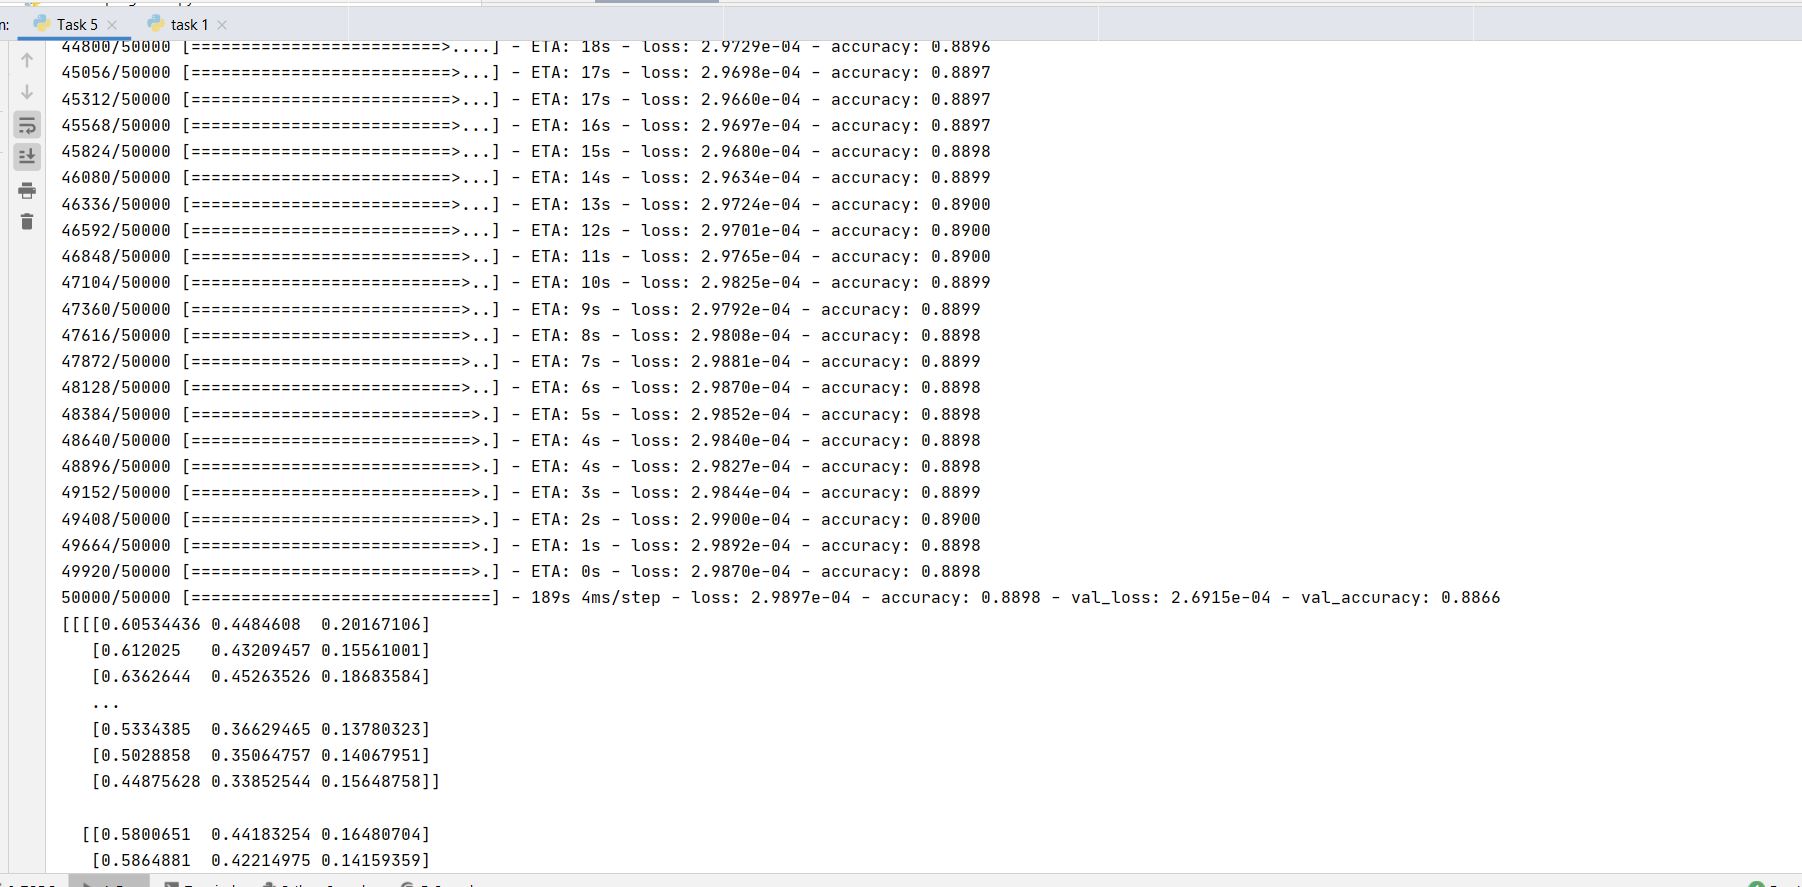 n: Task 5 × task 1 ×
44800/50000 [=========================>....] - ETA: 18s - loss: 2.9729e-04 - accuracy: 0.8896
45056/50000 [==========================>...] - ETA: 17s - loss: 2.9698e-04 - accuracy: 0.8897
45312/50000 [==========================>...] - ETA: 17s - loss: 2.9660e-04 - accuracy: 0.8897
45568/50000 [==========================>...] - ETA: 16s - loss: 2.9697e-04 - accuracy: 0.8897
45824/50000 [==========================>...] - ETA: 15s - loss: 2.9680e-04 - accuracy: 0.8898
46080/50000 [==========================>...] - ETA: 14s - loss: 2.9634e-04 - accuracy: 0.8899
46336/50000 [==========================>...] - ETA: 13s - loss: 2.9724e-04 - accuracy: 0.8900
46592/50000 [==========================>...] - ETA: 12s - loss: 2.9701e-04 - accuracy: 0.8900
46848/50000 [===========================>..] - ETA: 11s - loss: 2.9765e-04 - accuracy: 0.8900
47104/50000 [===========================>..] - ETA: 10s - loss: 2.9825e-04 - accuracy: 0.8899
47360/50000 [===========================>..] - ETA: 9s - loss: 2.9792e-04 - accuracy: 0.8899
47616/50000 [===========================>..] - ETA: 8s - loss: 2.9808e-04 - accuracy: 0.8898
47872/50000 [===========================>..] - ETA: 7s - loss: 2.9881e-04 - accuracy: 0.8899
48128/50000 [===========================>..] - ETA: 6s - loss: 2.9870e-04 - accuracy: 0.8898
48384/50000 [============================>.] - ETA: 5s - loss: 2.9852e-04 - accuracy: 0.8898
48640/50000 [============================>.] - ETA: 4s - loss: 2.9840e-04 - accuracy: 0.8898
48896/50000 [============================>.] - ETA: 4s - loss: 2.9827e-04 - accuracy: 0.8898
49152/50000 [============================>.] - ETA: 3s - loss: 2.9844e-04 - accuracy: 0.8899
49408/50000 [============================>.] - ETA: 2s - loss: 2.9900e-04 - accuracy: 0.8900
49664/50000 [============================>.] - ETA: 1s - loss: 2.9892e-04 - accuracy: 0.8898
49920/50000 [============================>.] - ETA: 0s - loss: 2.9870e-04 - accuracy: 0.8898
50000/50000 [==============================] - 189s 4ms/step - loss: 2.9897e-04 - accuracy: 0.8898 - val_loss: 2.6915e-04 - val_accuracy: 0.8866
[[[[0.60534436 0.4484608  0.20167106]
   [0.612025   0.43209457 0.15561001]
   [0.6362644  0.45263526 0.18683584]
   ...
   [0.5334385  0.36629465 0.13780323]
   [0.5028858  0.35064757 0.14067951]
   [0.44875628 0.33852544 0.15648758]]
  [[0.5800651  0.44183254 0.16480704]
   [0.5864881  0.42214975 0.14159359]